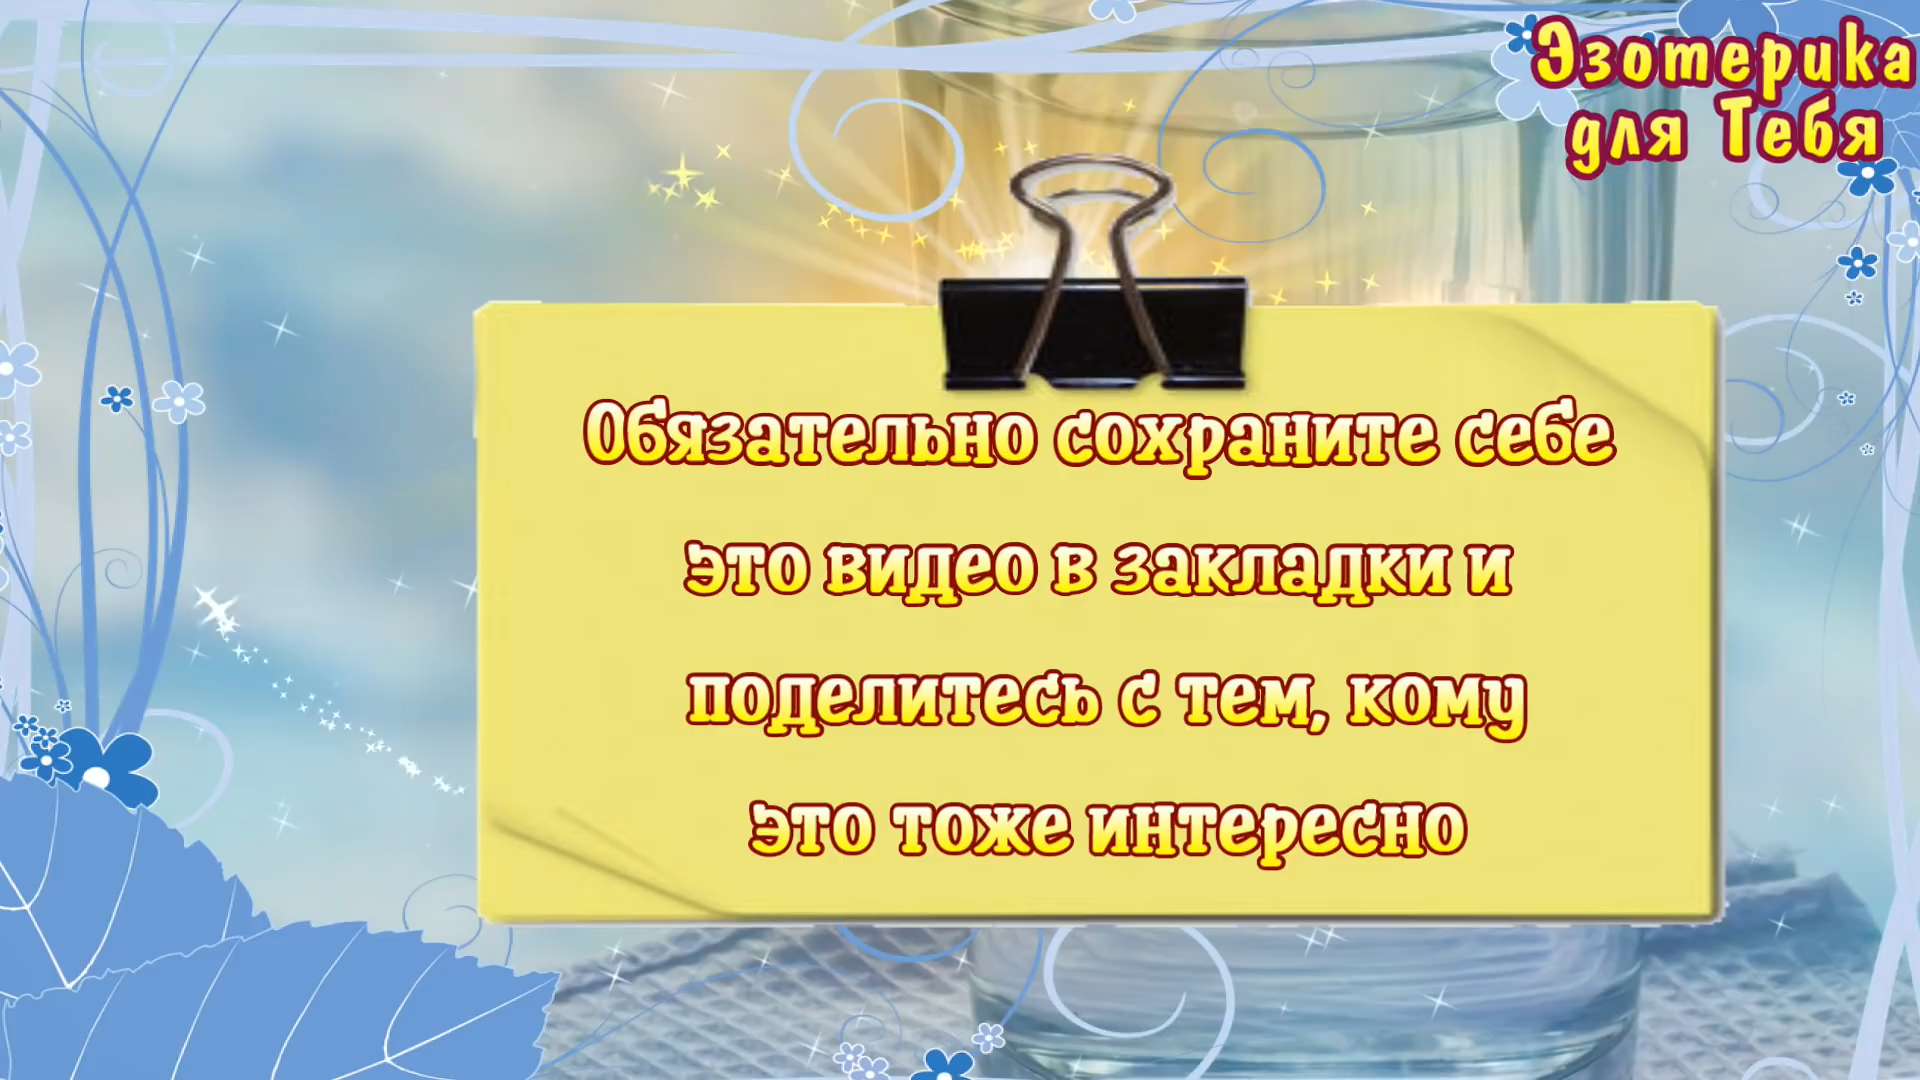 Эзотерика
для Тебя
Обязательно сохраните себе
это видео в закладки и
поделитесь с тем, кому
это тоже интересно